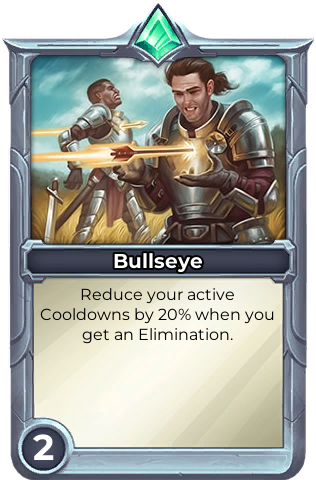 Bullseye
Reduce your active
Cooldowns by 20% when you
get an Elimination.
2